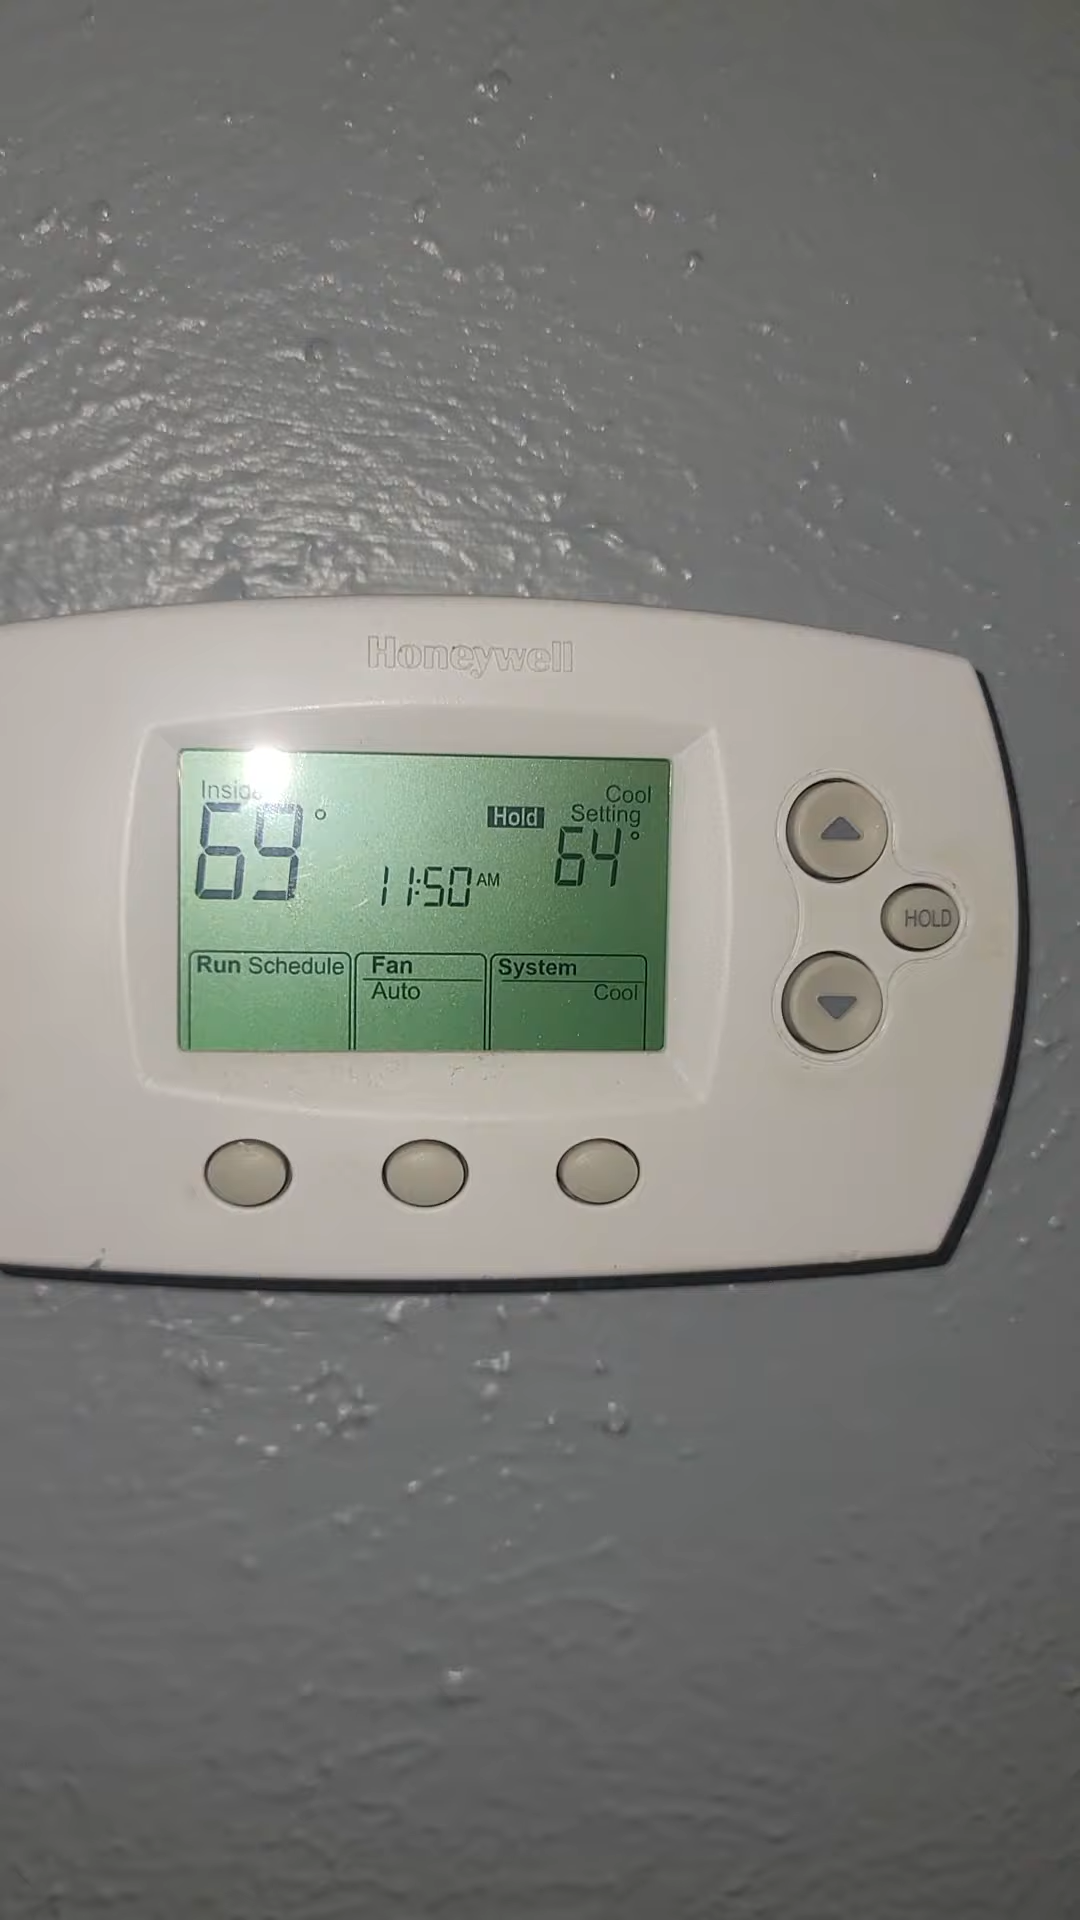 Honeywell
Inside Cool
Hold Setting
69° 64°
11:50 AM
HOLD
Run Schedule Fan System
Auto Cool